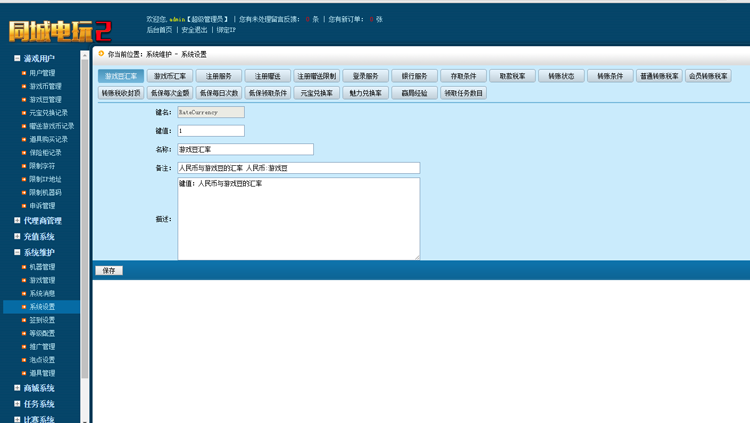 同城电玩2
欢迎您, admin【超级管理员】 | 您有未处理留言反馈: 条 | 您有新订单: 张
后台首页 | 安全退出 | 绑定IP
你当前位置: 系统维护 - 系统设置
游戏用户
用户管理
游戏币管理
游戏豆管理
元宝兑换记录
赠送游戏币记录
道具购买记录
保险柜记录
限制字符
限制IP地址
限制机器码
申诉管理
代理商管理
充值系统
系统维护
机器管理
游戏管理
系统消息
系统设置
签到设置
等级配置
推广管理
泡点设置
道具管理
商城系统
任务系统
比赛系统
游戏豆汇率 游戏币汇率 注册服务 注册赠送 注册赠送限制 登录服务 银行服务 存取条件 取款税率 转账状态 转账条件 普通转账税率 会员转账税率
转账税收封顶 低保每次金额 低保每日次数 低保领取条件 元宝兑换率 魅力兑换率 赢局经验 领取任务数目
键名: RateCurrency
键值: 1
名称: 游戏豆汇率
备注: 人民币与游戏豆的汇率 人民币:游戏豆
描述: 键值: 人民币与游戏豆的汇率
保存